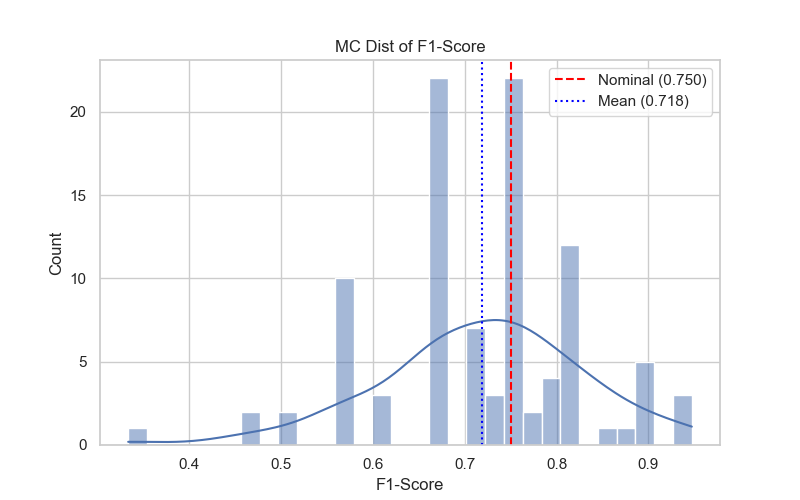 MC Dist of F1-Score
Nominal (0.750)
Mean (0.718)
Count
20
15
10
5
0
0.4 0.5 0.6 0.7 0.8 0.9
F1-Score